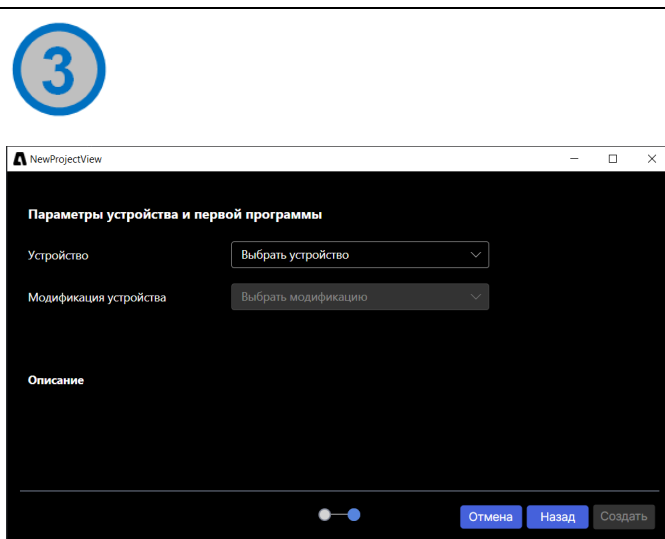 3
NewProjectView
Параметры устройства и первой программы
Устройство
Выбрать устройство
Модификация устройства
Выбрать модификацию
Описание
Отмена
Назад
Создать